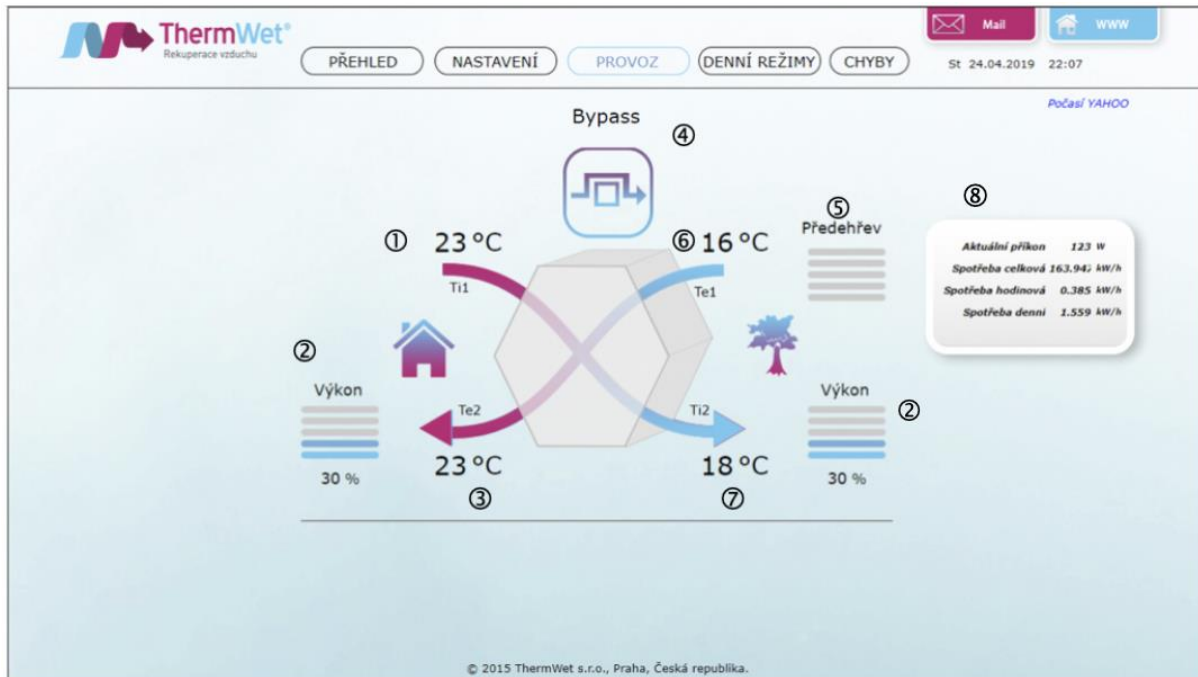 ThermWet®
Rekuperace vzduchu
PŘEHLED NASTAVENÍ PROVOZ DENNÍ REŽIMY CHYBY
Mail WWW
St 24.04.2019 22:07
Počasí YAHOO
Bypass
④
① 23 °C
⑥ 16 °C
⑤
Předehřev
⑧
Aktuální příkon 123 W
Spotřeba celková 163.942 kW/h
Spotřeba hodinová 0.385 kW/h
Spotřeba denní 1.559 kW/h
Ti1 Te1
②
Výkon
30 %
Te2 Ti2
Výkon
②
30 %
23 °C 18 °C
③ ⑦
© 2015 ThermWet s.r.o., Praha, Česká republika.